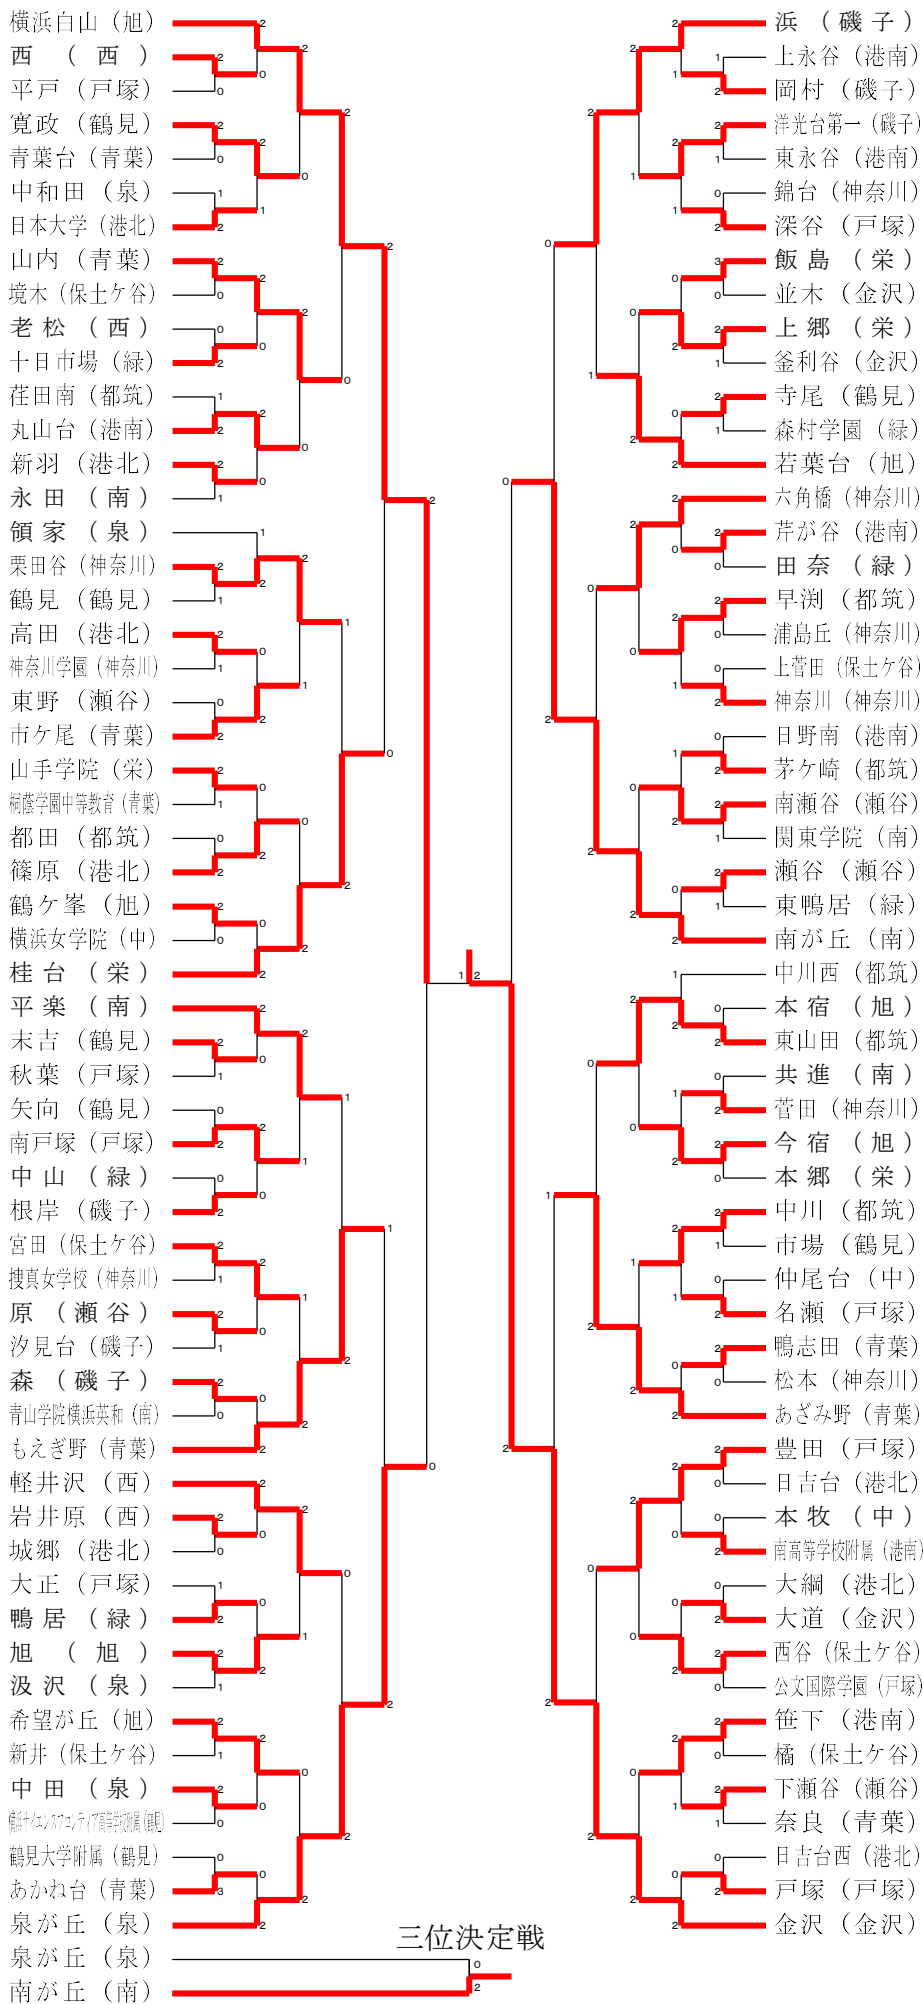 横浜白山（旭）
西（西）
平戸（戸塚）
寛政（鶴見）
青葉台（青葉）
中和田（泉）
日本大学（港北）
山内（青葉）
境木（保土ケ谷）
老松（西）
十日市場（緑）
荏田南（都筑）
丸山台（港南）
新羽（港北）
永田（南）
領家（泉）
栗田谷（神奈川）
鶴見（鶴見）
高田（港北）
神奈川学園（神奈川）
東野（瀬谷）
市ケ尾（青葉）
山手学院（栄）
桐蔭学園中等教育（青葉）
都田（都筑）
篠原（港北）
鶴ケ峯（旭）
横浜女学院（中）
桂台（栄）
平楽（南）
末吉（鶴見）
秋葉（戸塚）
矢向（鶴見）
南戸塚（戸塚）
中山（緑）
根岸（磯子）
宮田（保土ケ谷）
捜真女学校（神奈川）
原（瀬谷）
汐見台（磯子）
森（磯子）
青山学院横浜英和（南）
もえぎ野（青葉）
軽井沢（西）
岩井原（西）
城郷（港北）
大正（戸塚）
鴨居（緑）
旭（旭）
汲沢（泉）
希望が丘（旭）
新井（保土ケ谷）
中田（泉）
横浜サイエンスフロンティア高等学校附属（鶴見）
鶴見大学附属（鶴見）
あかね台（青葉）
泉が丘（泉）
浜（磯子）
上永谷（港南）
岡村（磯子）
洋光台第一（磯子）
東永谷（港南）
錦台（神奈川）
深谷（戸塚）
飯島（栄）
並木（金沢）
上郷（栄）
釜利谷（金沢）
寺尾（鶴見）
森村学園（緑）
若葉台（旭）
六角橋（神奈川）
芹が谷（港南）
田奈（緑）
早渕（都筑）
浦島丘（神奈川）
上菅田（保土ケ谷）
神奈川（神奈川）
日野南（港南）
茅ケ崎（都筑）
南瀬谷（瀬谷）
関東学院（南）
瀬谷（瀬谷）
東鴨居（緑）
南が丘（南）
中川西（都筑）
本宿（旭）
東山田（都筑）
共進（南）
菅田（神奈川）
今宿（旭）
本郷（栄）
中川（都筑）
市場（鶴見）
仲尾台（中）
名瀬（戸塚）
鴨志田（青葉）
松本（神奈川）
あざみ野（青葉）
豊田（戸塚）
日吉台（港北）
本牧（中）
南高等学校附属（港南）
大綱（港北）
大道（金沢）
西谷（保土ケ谷）
公文国際学園（戸塚）
笹下（港南）
橘（保土ケ谷）
下瀬谷（瀬谷）
奈良（青葉）
日吉台西（港北）
戸塚（戸塚）
金沢（金沢）
1 2
三位決定戦
泉が丘（泉）
0
南が丘（南）
2